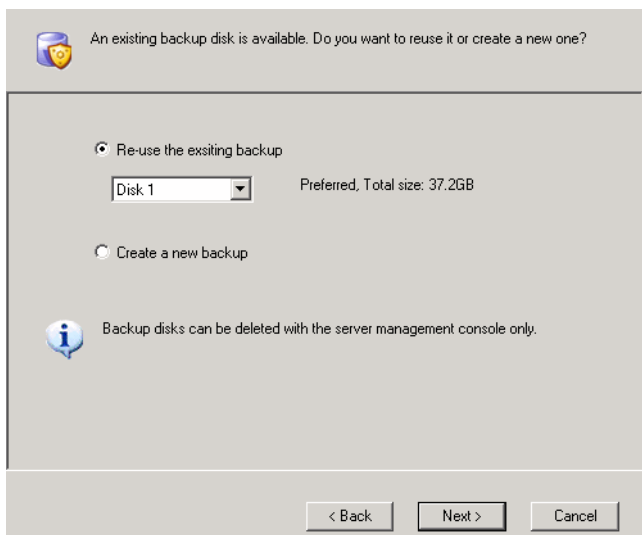 An existing backup disk is available. Do you want to reuse it or create a new one?
Re-use the exsiting backup
Disk 1
Preferred, Total size: 37.2GB
Create a new backup
Backup disks can be deleted with the server management console only.
< Back
Next >
Cancel